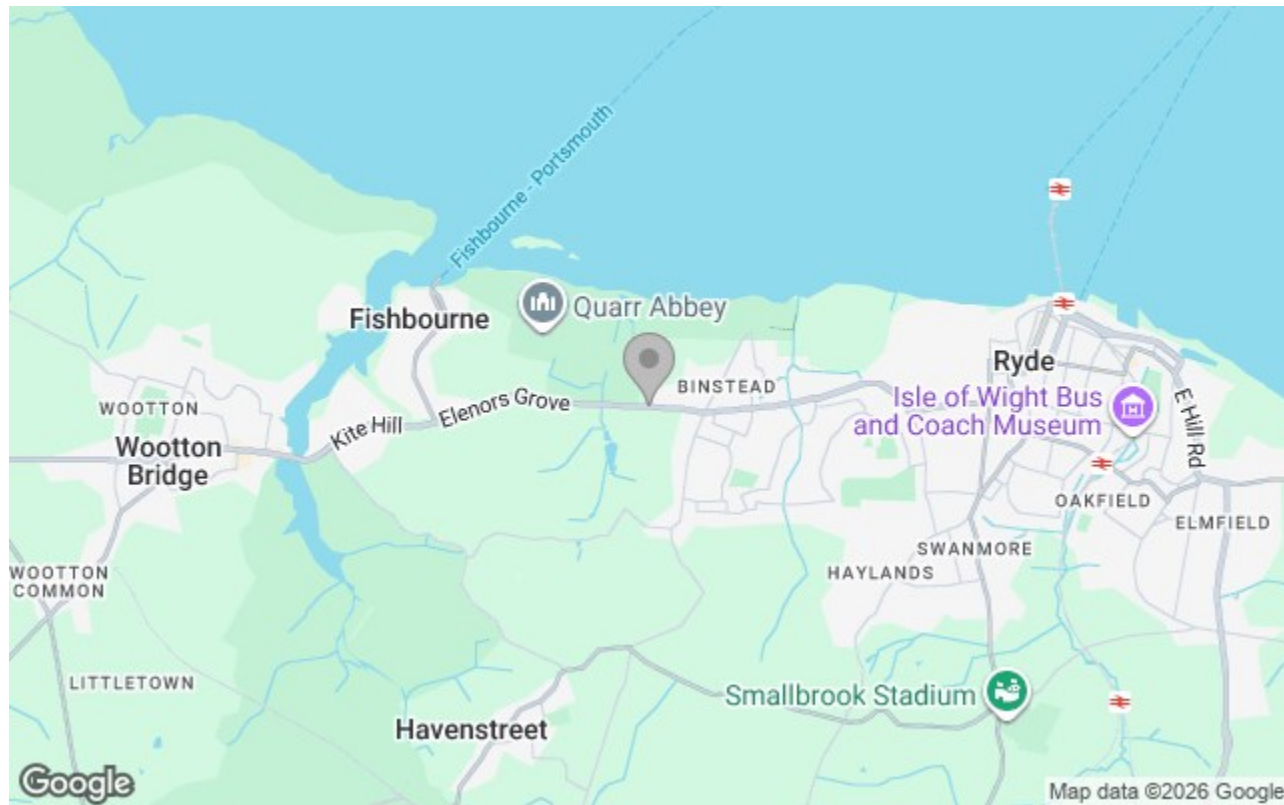 Fishbourne - Portsmouth
Fishbourne
Quarr Abbey
Ryde
BINSTEAD
Isle of Wight Bus
and Coach Museum
E Hill Rd
WOOTTON
Kite Hill
Elenors Grove
Wootton
Bridge
OAKFIELD
ELMFIELD
SWANMORE
WOOTTON
COMMON
HAYLANDS
LITTLETOWN
Smallbrook Stadium
Havenstreet
Google
Map data ©2026 Google